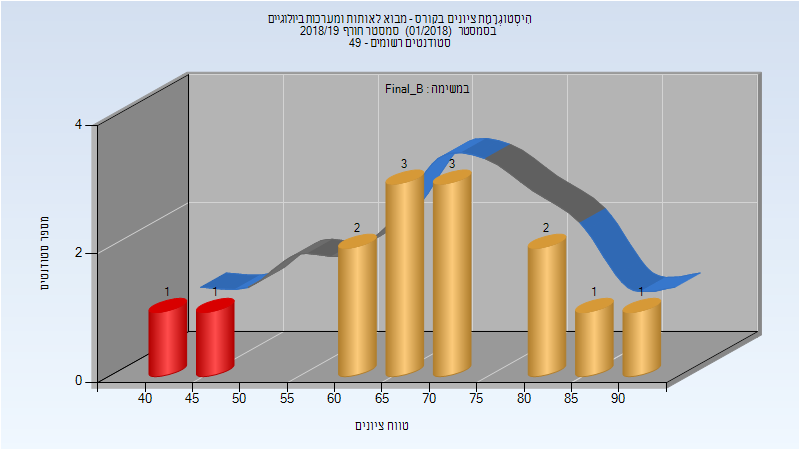 היסטוגרמת ציונים בקורס - מבוא לאותות ומערכות ביולוגיים
בסמסטר (01/2018) סמסטר חורף 2018/19
סטודנטים רשומים - 49
במשימה : Final_B
מספר סטודנטים
4
2
0
1
1
2
3
3
2
1
1
40 45 50 55 60 65 70 75 80 85 90
טווח ציונים